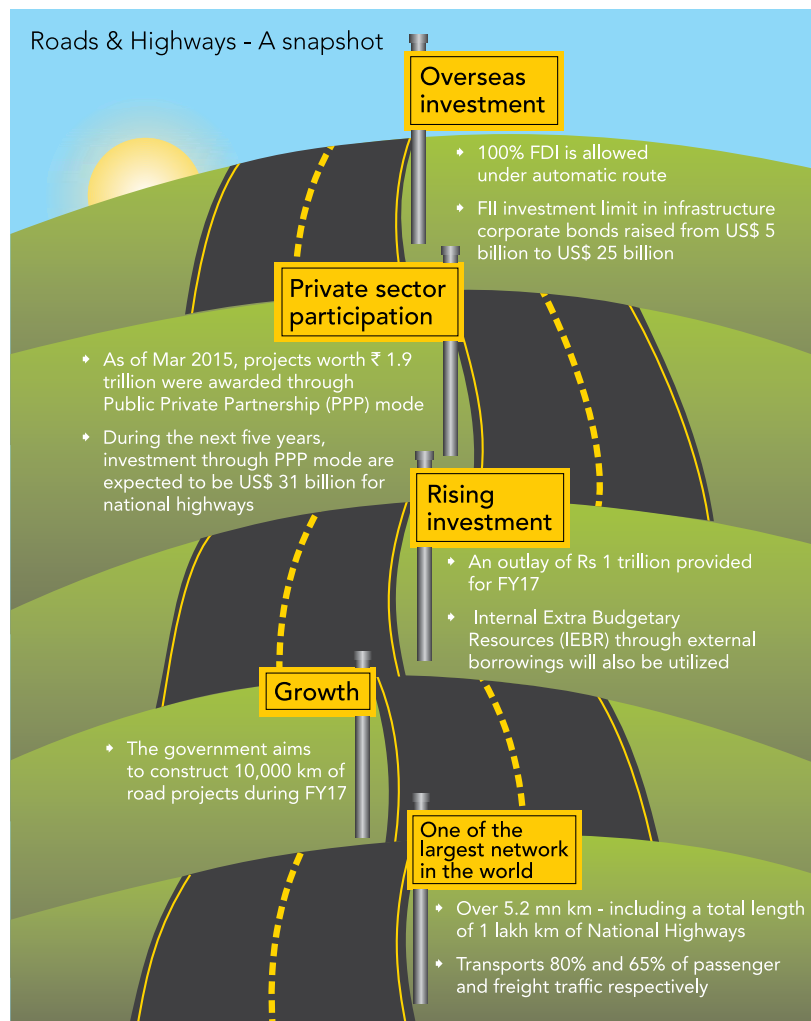 Roads & Highways - A snapshot
Overseas
investment
➧ 100% FDI is allowed
under automatic route
➧ FII investment limit in infrastructure
corporate bonds raised from US$ 5
billion to US$ 25 billion
Private sector
participation
➧ As of Mar 2015, projects worth ₹ 1.9
trillion were awarded through
Public Private Partnership (PPP) mode
➧ During the next five years,
investment through PPP mode are
expected to be US$ 31 billion for
national highways
Rising
investment
➧ An outlay of Rs 1 trillion provided
for FY17
➧ Internal Extra Budgetary
Resources (IEBR) through external
borrowings will also be utilized
Growth
➧ The government aims
to construct 10,000 km of
road projects during FY17
One of the
largest network
in the world
➧ Over 5.2 mn km - including a total length
of 1 lakh km of National Highways
➧ Transports 80% and 65% of passenger
and freight traffic respectively